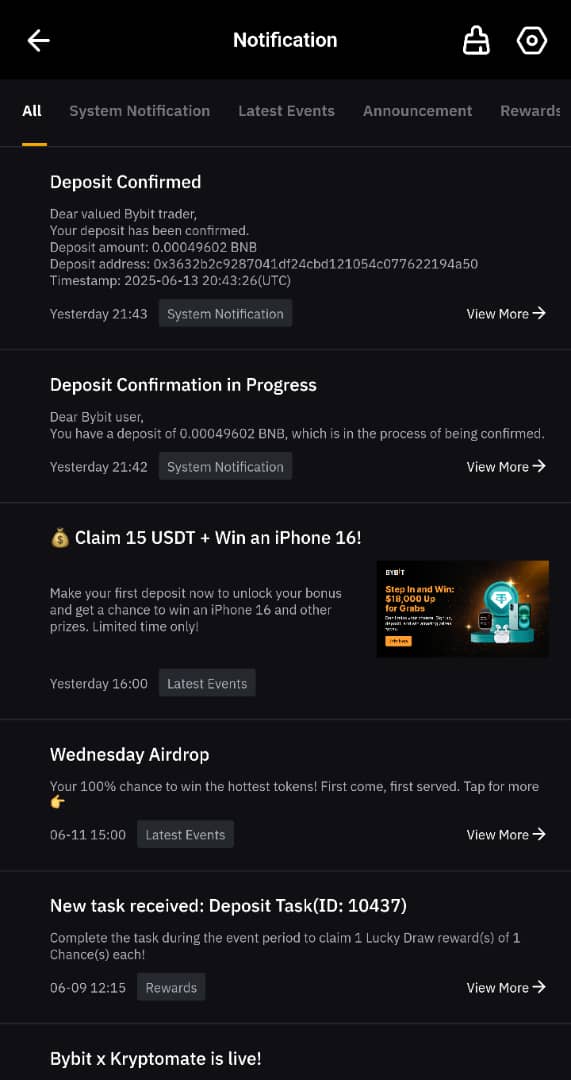 Notification
All System Notification Latest Events Announcement Rewards
Deposit Confirmed
Dear valued Bybit trader,
Your deposit has been confirmed.
Deposit amount: 0.00049602 BNB
Deposit address: 0x3632b2c9287041df24cbd121054c077622194a50
Timestamp: 2025-06-13 20:43:26(UTC)
Yesterday 21:43 System Notification View More
Deposit Confirmation in Progress
Dear Bybit user,
You have a deposit of 0.00049602 BNB, which is in the process of being confirmed.
Yesterday 21:42 System Notification View More
💰 Claim 15 USDT + Win an iPhone 16!
Make your first deposit now to unlock your bonus
and get a chance to win an iPhone 16 and other
prizes. Limited time only!
BYBIT
Step In and Win:
$18,000 Up
for Grabs
Yesterday 16:00 Latest Events
Wednesday Airdrop
Your 100% chance to win the hottest tokens! First come, first served. Tap for more
👉
06-11 15:00 Latest Events View More
New task received: Deposit Task(ID: 10437)
Complete the task during the event period to claim 1 Lucky Draw reward(s) of 1
Chance(s) each!
06-09 12:15 Rewards View More
Bybit x Kryptomate is live!